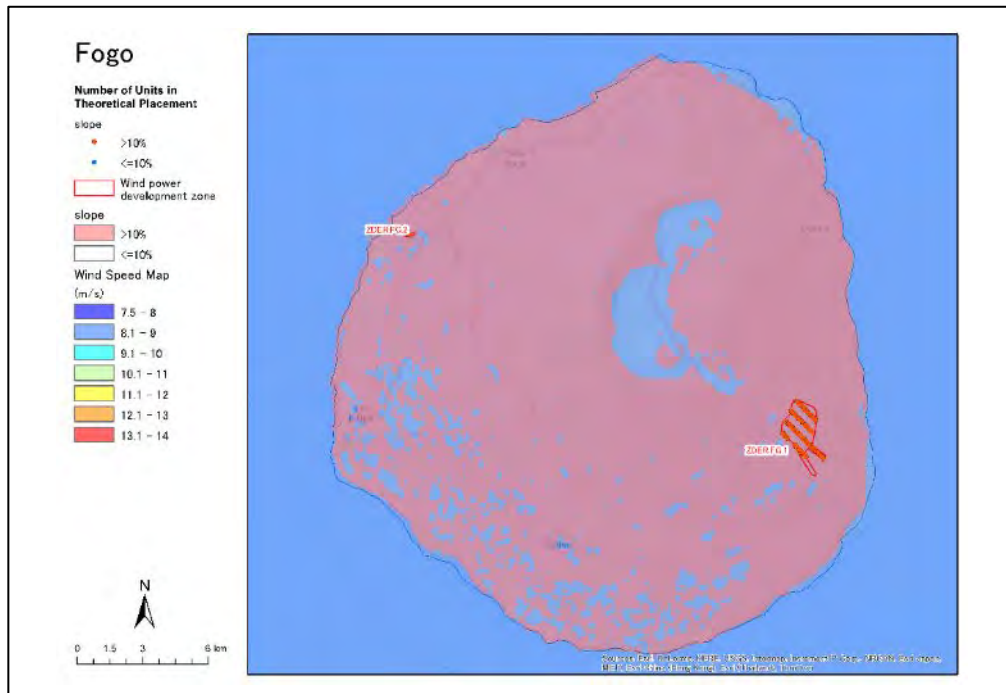 Fogo
Number of Units in
Theoretical Placement
slope
>10%
<=10%
Wind power
development zone
slope
>10%
<=10%
Wind Speed Map
(m/s)
7.5 - 8
8.1 - 9
9.1 - 10
10.1 - 11
11.1 - 12
12.1 - 13
13.1 - 14
N
0 1.5 3 6 km
ZDER.FG.2
ZDER.FG.1